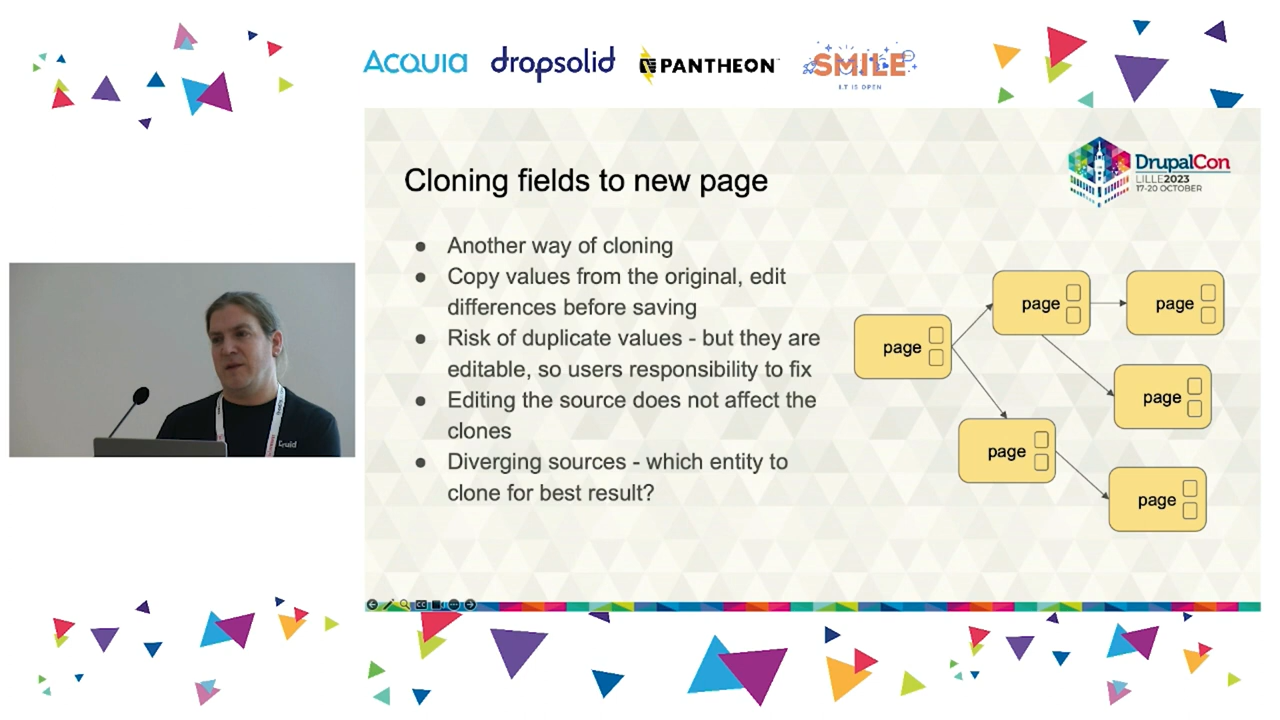 Acquia
dropsolid
PANTHEON
SMILE
I.T IS OPEN
DrupalCon
LILLE2023
17-20 OCTOBER
Cloning fields to new page
● Another way of cloning
● Copy values from the original, edit
differences before saving
● Risk of duplicate values - but they are
editable, so users responsibility to fix
● Editing the source does not affect the
clones
● Diverging sources - which entity to
clone for best result?
page
page
page
page
page
page